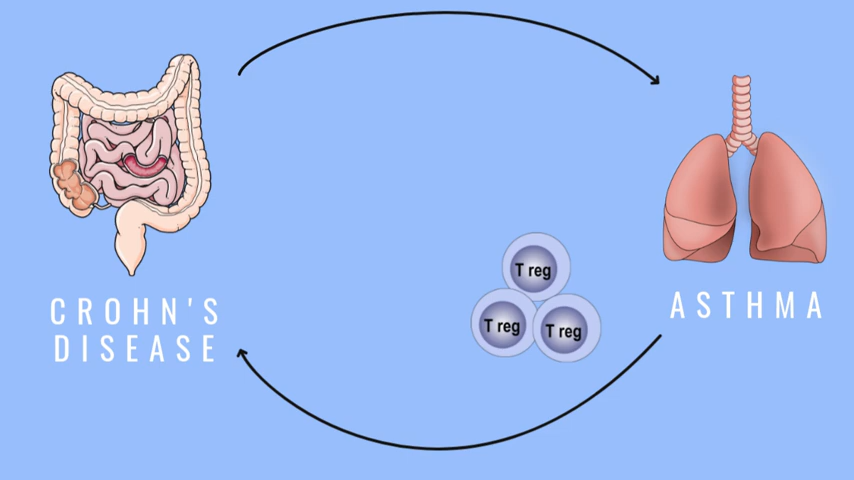 CROHN'S
DISEASE
ASTHMA
T reg
T reg
T reg